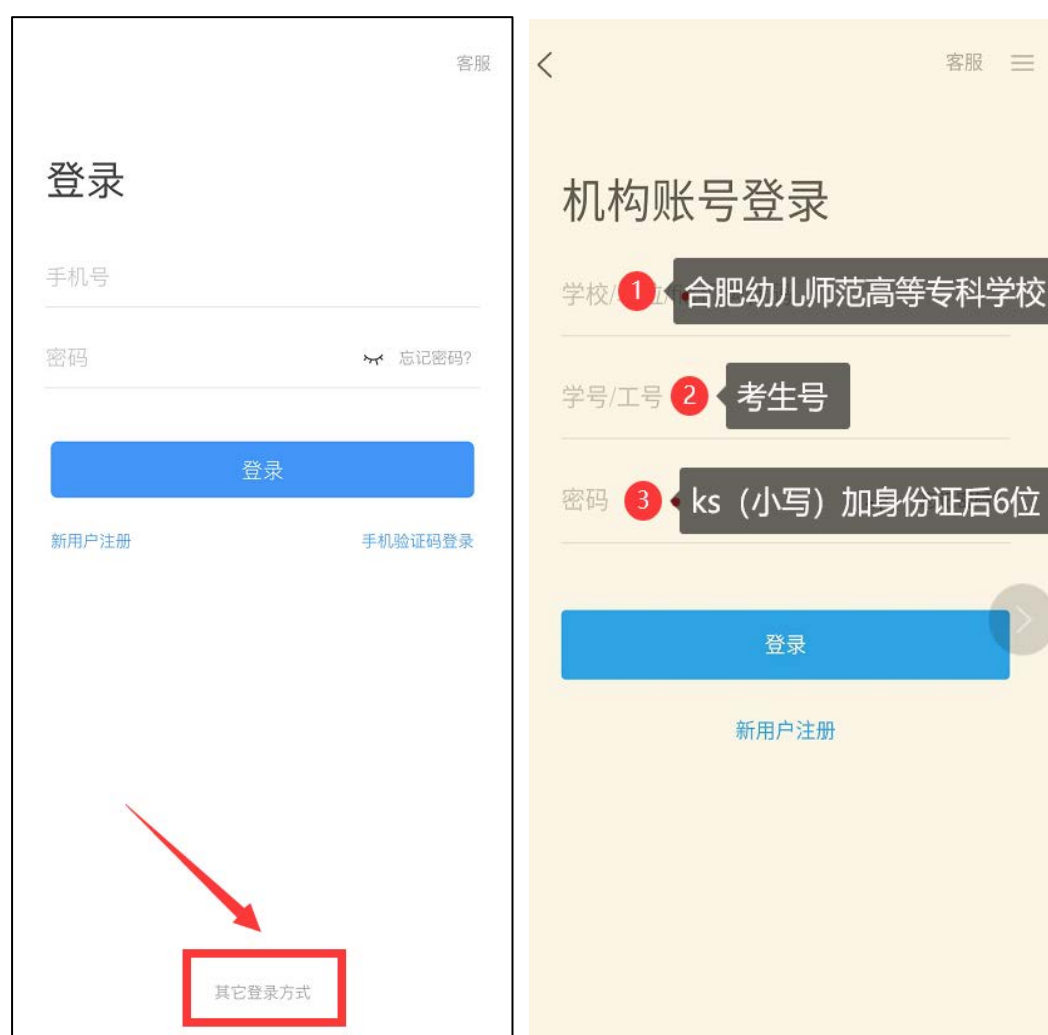 客服
登录
手机号
密码
忘记密码?
登录
新用户注册
手机验证码登录
其它登录方式
客服
机构账号登录
学校/
1
合肥幼儿师范高等专科学校
学号/工号
2
考生号
密码
3
ks（小写）加身份证后6位
登录
新用户注册